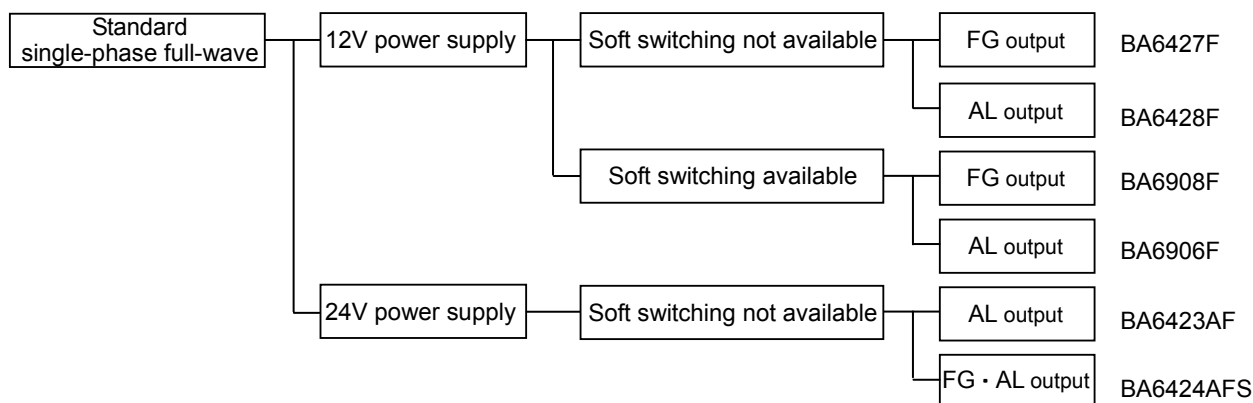 Standard
single-phase full-wave
12V power supply
Soft switching not available
FG output
BA6427F
AL output
BA6428F
Soft switching available
FG output
BA6908F
AL output
BA6906F
24V power supply
Soft switching not available
AL output
BA6423AF
FG・AL output
BA6424AFS